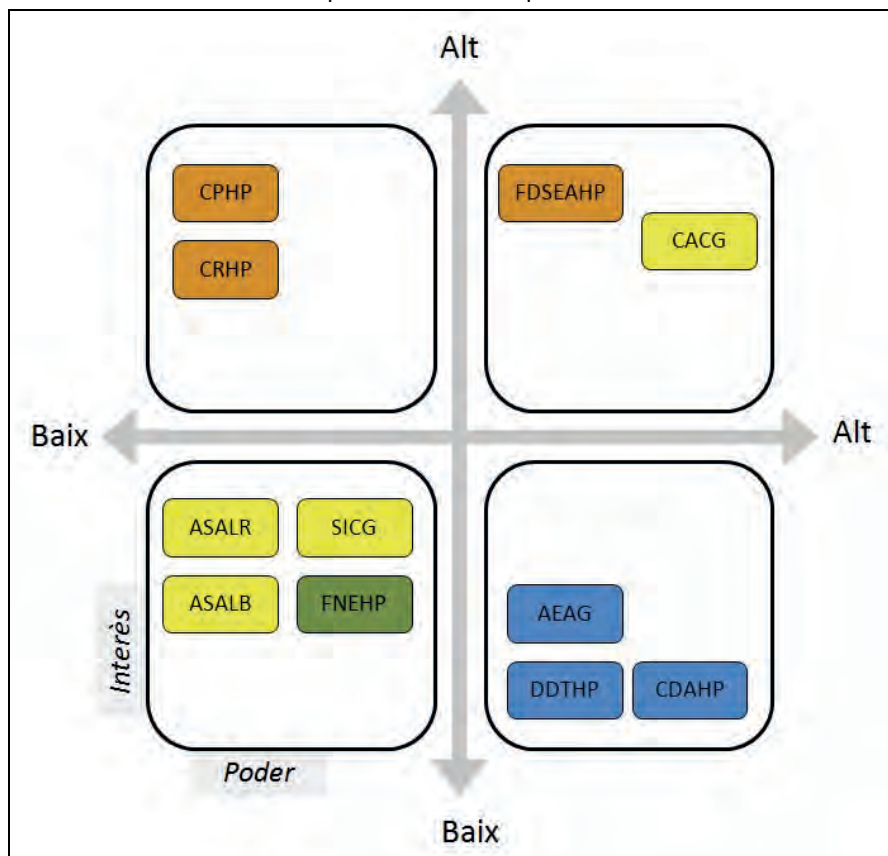 Alt
CPHP
FDSEAHP
CACG
CRHP
Baix
Alt
ASALR
SICG
ASALB
FNEHP
AEAG
DDTHP
CDAHP
Interès
Poder
Baix